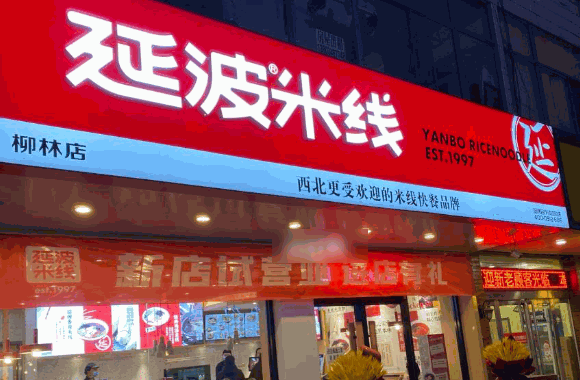 延波®米线
YANBO RICENOODLE
EST.1997
延
柳林店
西北更受欢迎的米线快餐品牌
延波
米线
est.1997
新店试营业 进店有礼
迎新老顾客光临